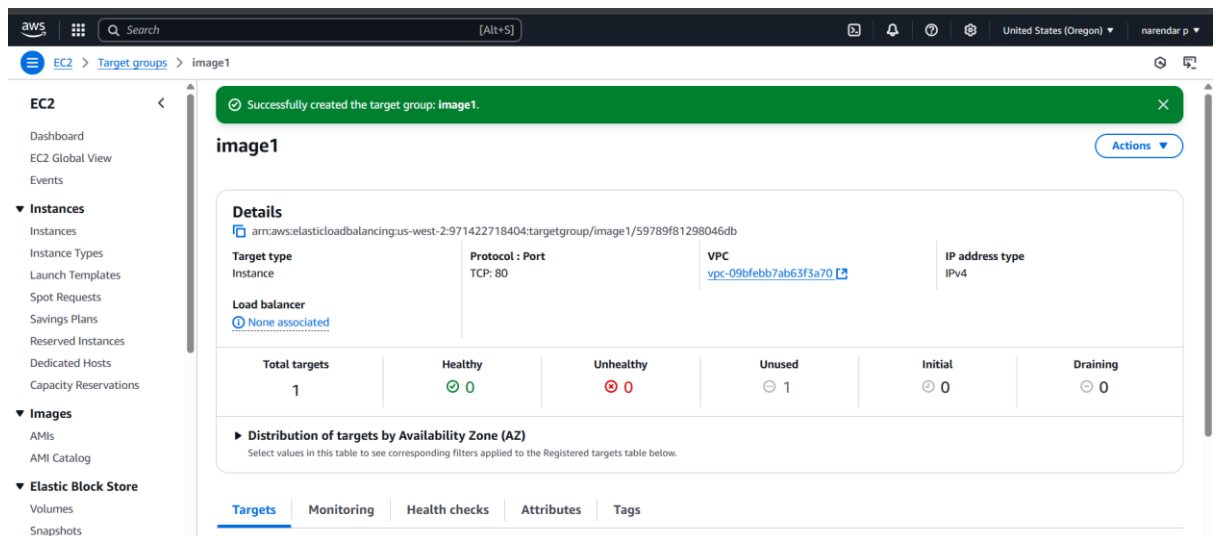 aws
Search
[Alt+S]
United States (Oregon)
narendar p
EC2 > Target groups > image1
EC2
Dashboard
EC2 Global View
Events
Instances
Instances
Instance Types
Launch Templates
Spot Requests
Savings Plans
Reserved Instances
Dedicated Hosts
Capacity Reservations
Images
AMIs
AMI Catalog
Elastic Block Store
Volumes
Snapshots
Successfully created the target group: image1.
image1
Actions
Details
arn:aws:elasticloadbalancing:us-west-2:971422718404:targetgroup/image1/59789f81298046db
Target type
Instance
Protocol : Port
TCP: 80
VPC
vpc-09bfebb7ab63f3a70
IP address type
IPv4
Load balancer
None associated
Total targets
1
Healthy
0
Unhealthy
0
Unused
1
Initial
0
Draining
0
Distribution of targets by Availability Zone (AZ)
Select values in this table to see corresponding filters applied to the Registered targets table below.
Targets
Monitoring
Health checks
Attributes
Tags